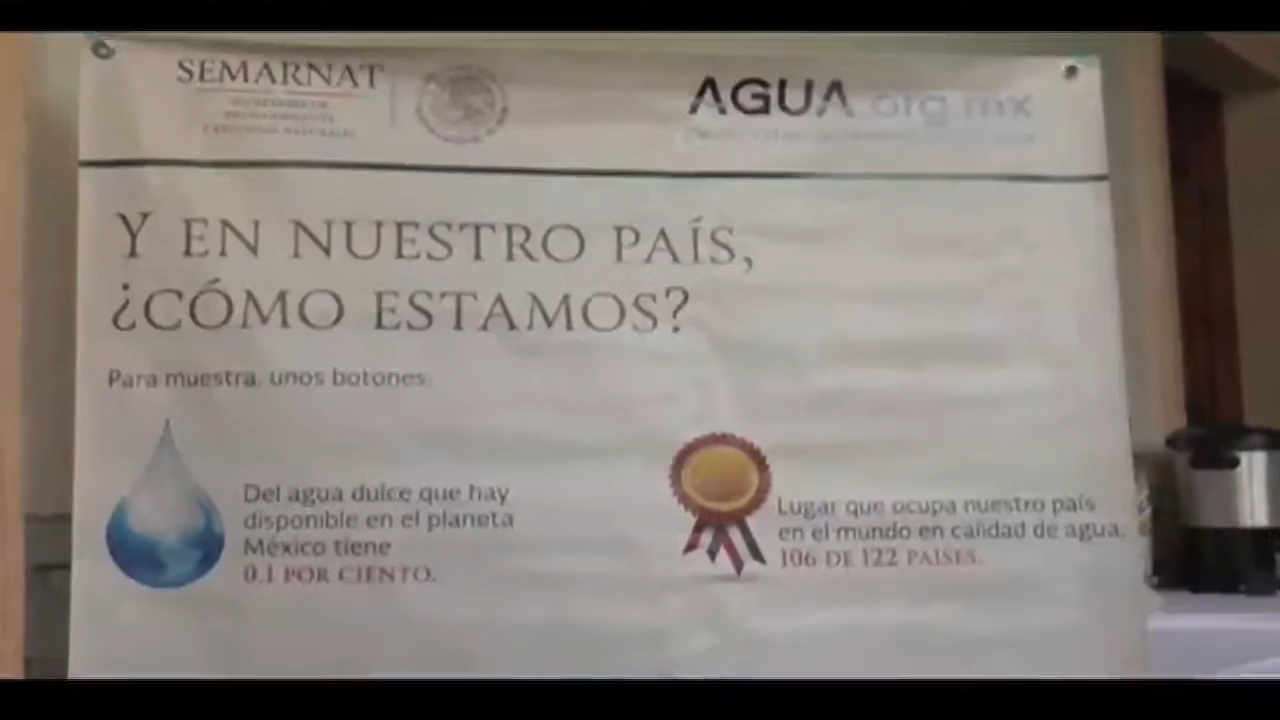 SEMARNAT
AGUA.org.mx
Y EN NUESTRO PAÍS,
¿CÓMO ESTAMOS?
Para muestra, unos botones
Del agua dulce que hay
disponible en el planeta
México tiene
0.1 POR CIENTO.
Lugar que ocupa nuestro país
en el mundo en calidad de agua.
106 DE 122 PAÍSES.